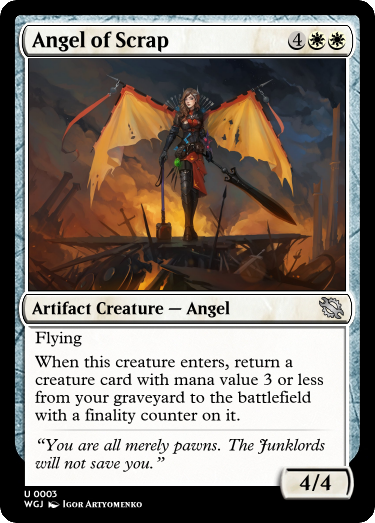 Angel of Scrap 4
Artifact Creature — Angel
Flying
When this creature enters, return a
creature card with mana value 3 or less
from your graveyard to the battlefield
with a finality counter on it.
“You are all merely pawns. The Junklords
will not save you.”
4/4
U 0003
WGJ Igor Artyomenko